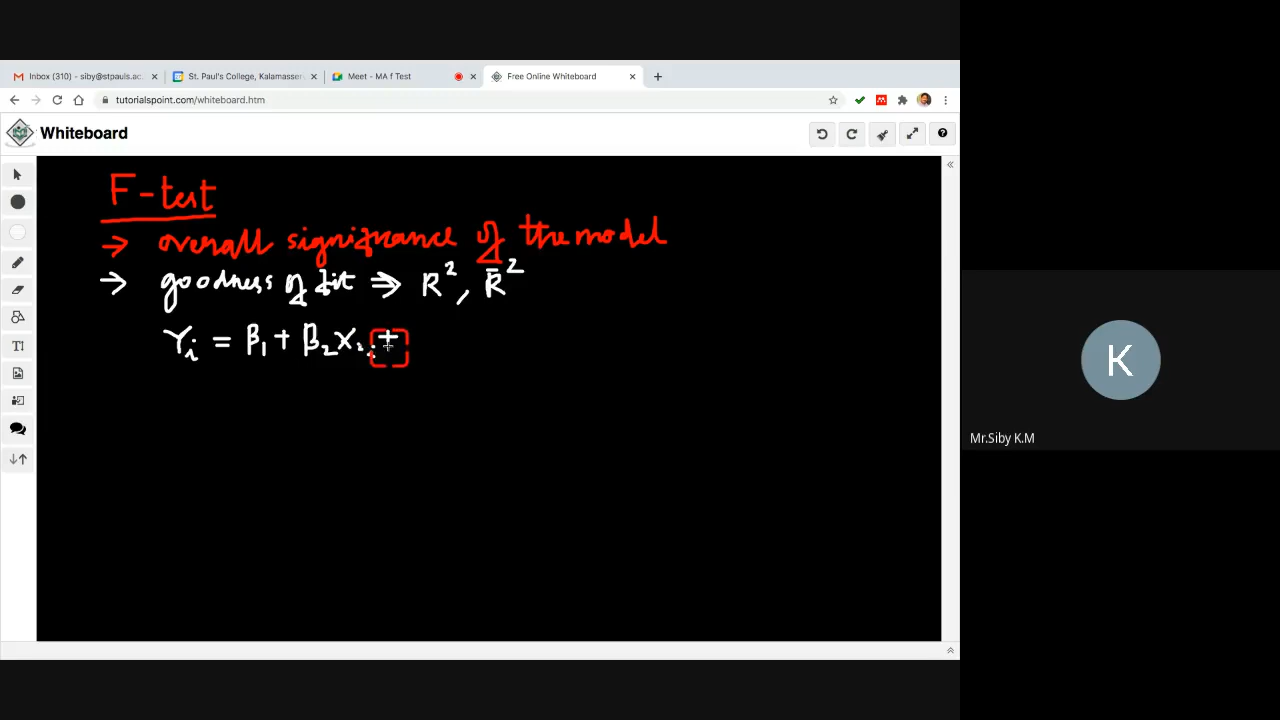 Inbox (310) - siby@stpauls.ac.
St. Paul's College, Kalamasser
Meet - MA f Test
Free Online Whiteboard
tutorialspoint.com/whiteboard.htm
Whiteboard
F-test
→ overall significance of the model
→ goodness of fit ⇒ R², R̄²
Yᵢ = β₁ + β₂X₂ᵢ +
K
Mr.Siby K.M